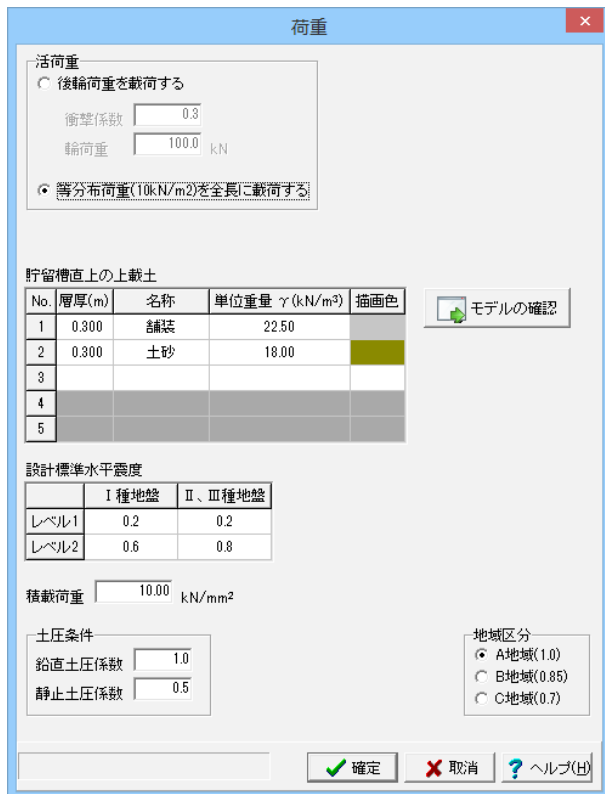 荷重
活荷重
後輪荷重を載荷する
衝撃係数 0.3
輪荷重 100.0 kN
等分布荷重(10kN/m2)を全長に載荷する
貯留槽直上の上載土
No. 層厚(m) 名称 単位重量 γ(kN/m³) 描画色
1 0.300 舗装 22.50
2 0.300 土砂 18.00
3
4
5
モデルの確認
設計標準水平震度
Ⅰ種地盤 Ⅱ、Ⅲ種地盤
レベル1 0.2 0.2
レベル2 0.6 0.8
積載荷重 10.00 kN/mm²
土圧条件
鉛直土圧係数 1.0
静止土圧係数 0.5
地域区分
A地域(1.0)
B地域(0.85)
C地域(0.7)
確定 取消 ? ヘルプ(H)